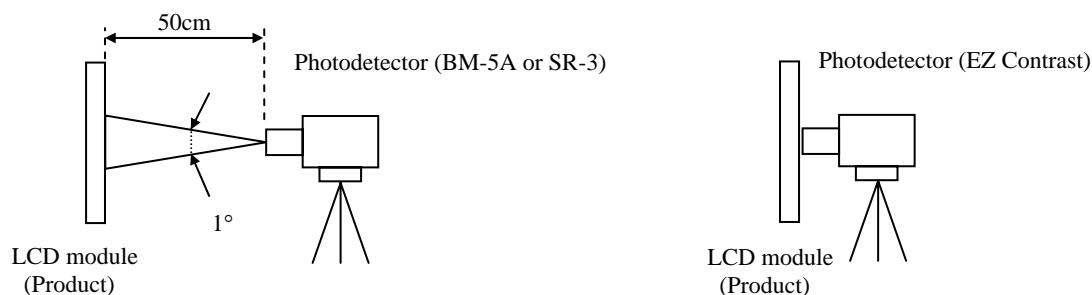 50cm
Photodetector (BM-5A or SR-3)
1°
LCD module
(Product)
Photodetector (EZ Contrast)
LCD module
(Product)